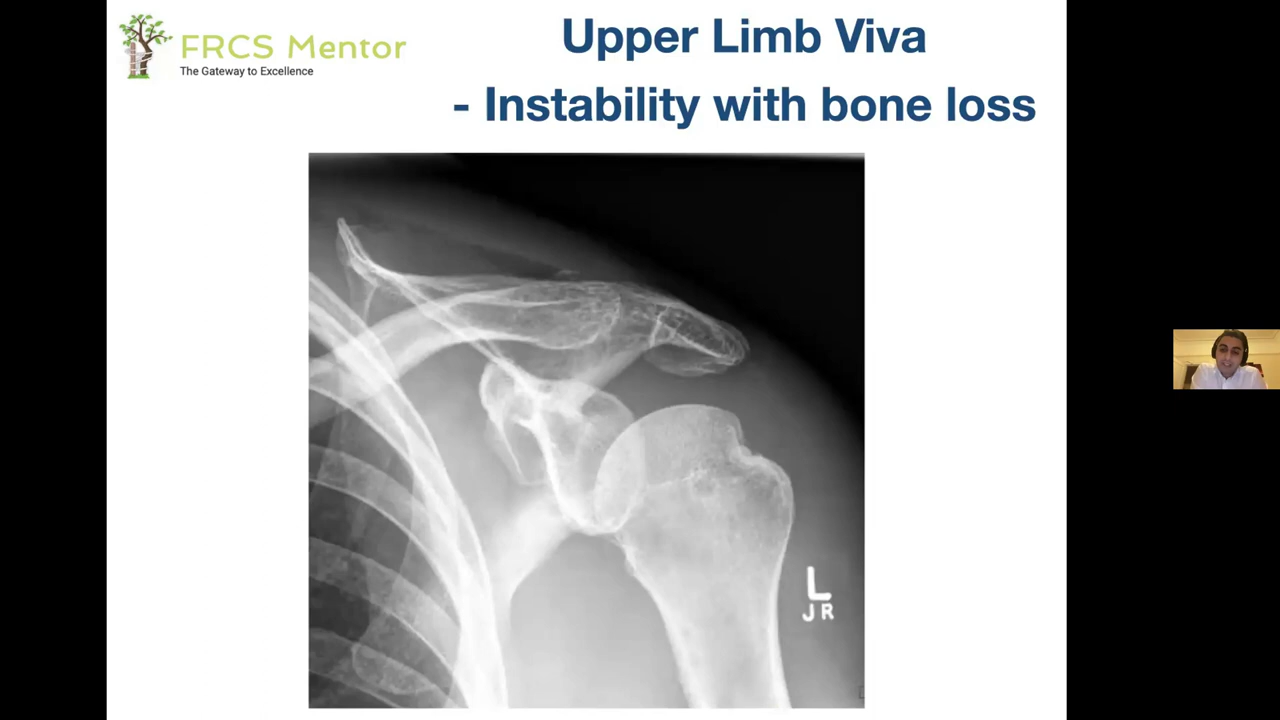 FRCS Mentor
The Gateway to Excellence
Upper Limb Viva
- Instability with bone loss
L
JR